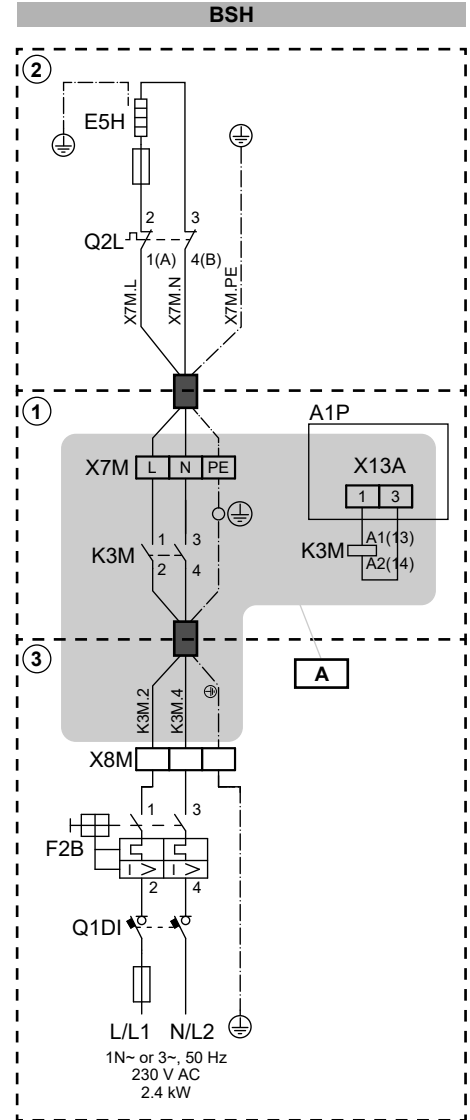 BSH
2
E5H
2 3
Q2L
1(A) 4(B)
X7M.L
X7M.N
X7M.PE
1
A1P
X7M L N PE
X13A
1 3
K3M 1 3
2 4
K3M A1(13)
A2(14)
3
A
K3M.2
K3M.4
X8M
1 3
F2B
I > I >
2 4
Q1DI
L/L1 N/L2
1N~ or 3~, 50 Hz
230 V AC
2.4 kW